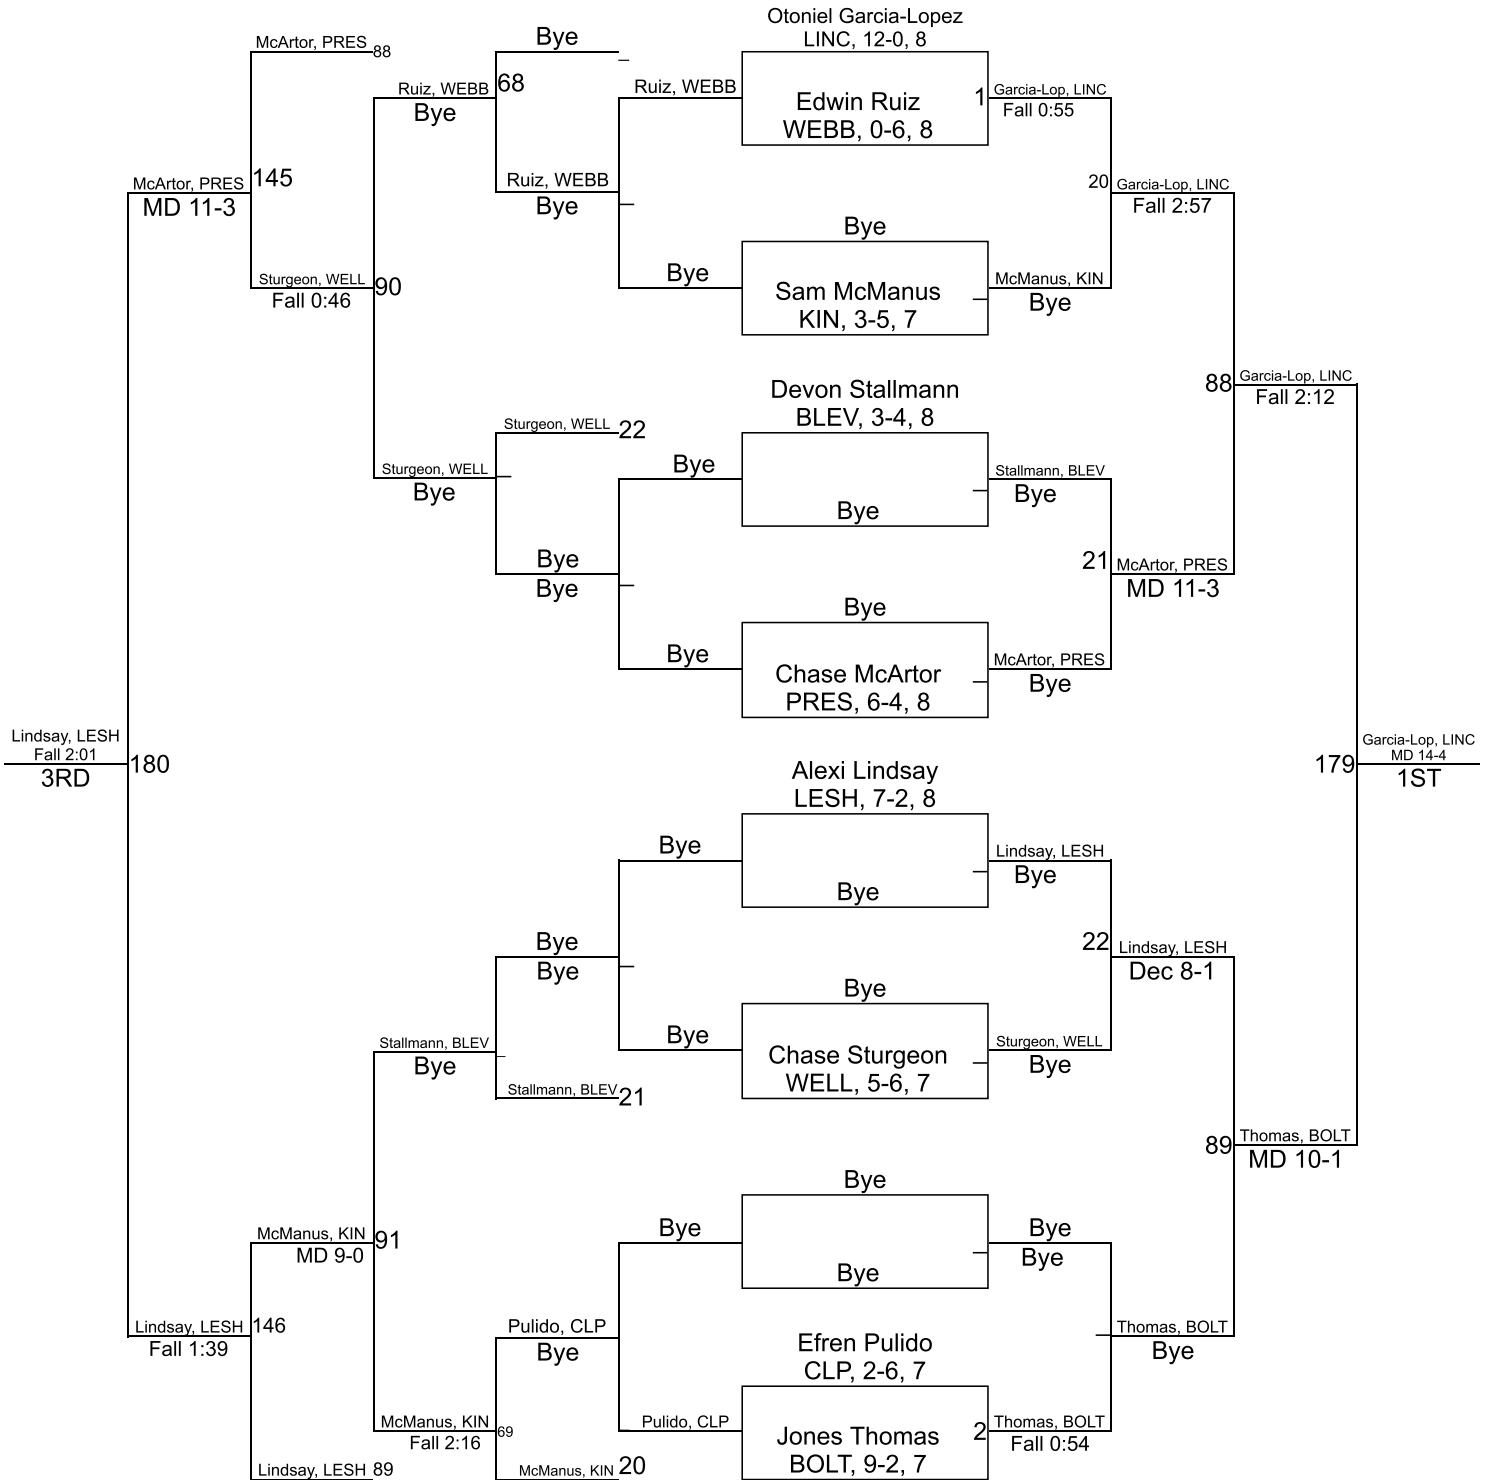 Otoniel Garcia-Lopez
LINC, 12-0, 8
Bye
McArtor, PRES 88
Ruiz, WEBB 68
Bye
Ruiz, WEBB
Edwin Ruiz
WEBB, 0-6, 8
1 Garcia-Lop, LINC
Fall 0:55
McArtor, PRES 145
MD 11-3
Ruiz, WEBB
Bye
20 Garcia-Lop, LINC
Fall 2:57
Bye
Sturgeon, WELL 90
Fall 0:46
Bye
Sam McManus
KIN, 3-5, 7
McManus, KIN
Bye
Devon Stallmann
BLEV, 3-4, 8
88 Garcia-Lop, LINC
Fall 2:12
Sturgeon, WELL 22
Sturgeon, WELL
Bye
Bye
Bye
Stallmann, BLEV
Bye
Bye
Bye
21 McArtor, PRES
MD 11-3
Bye
Bye
Chase McArtor
PRES, 6-4, 8
McArtor, PRES
Bye
Lindsay, LESH
Fall 2:01
3RD
180
179
Garcia-Lop, LINC
MD 14-4
1ST
Alexi Lindsay
LESH, 7-2, 8
Bye
Bye
Lindsay, LESH
Bye
Bye
Bye
22 Lindsay, LESH
Dec 8-1
Bye
Bye
Chase Sturgeon
WELL, 5-6, 7
Sturgeon, WELL
Bye
Stallmann, BLEV
Bye
Stallmann, BLEV 21
89 Thomas, BOLT
MD 10-1
Bye
McManus, KIN 91
MD 9-0
Bye
Bye
Bye
Bye
Lindsay, LESH 146
Fall 1:39
Pulido, CLP
Bye
Efren Pulido
CLP, 2-6, 7
Thomas, BOLT
Bye
McManus, KIN 69
Fall 2:16
Pulido, CLP
Jones Thomas
BOLT, 9-2, 7
2 Thomas, BOLT
Fall 0:54
Lindsay, LESH 89
McManus, KIN 20